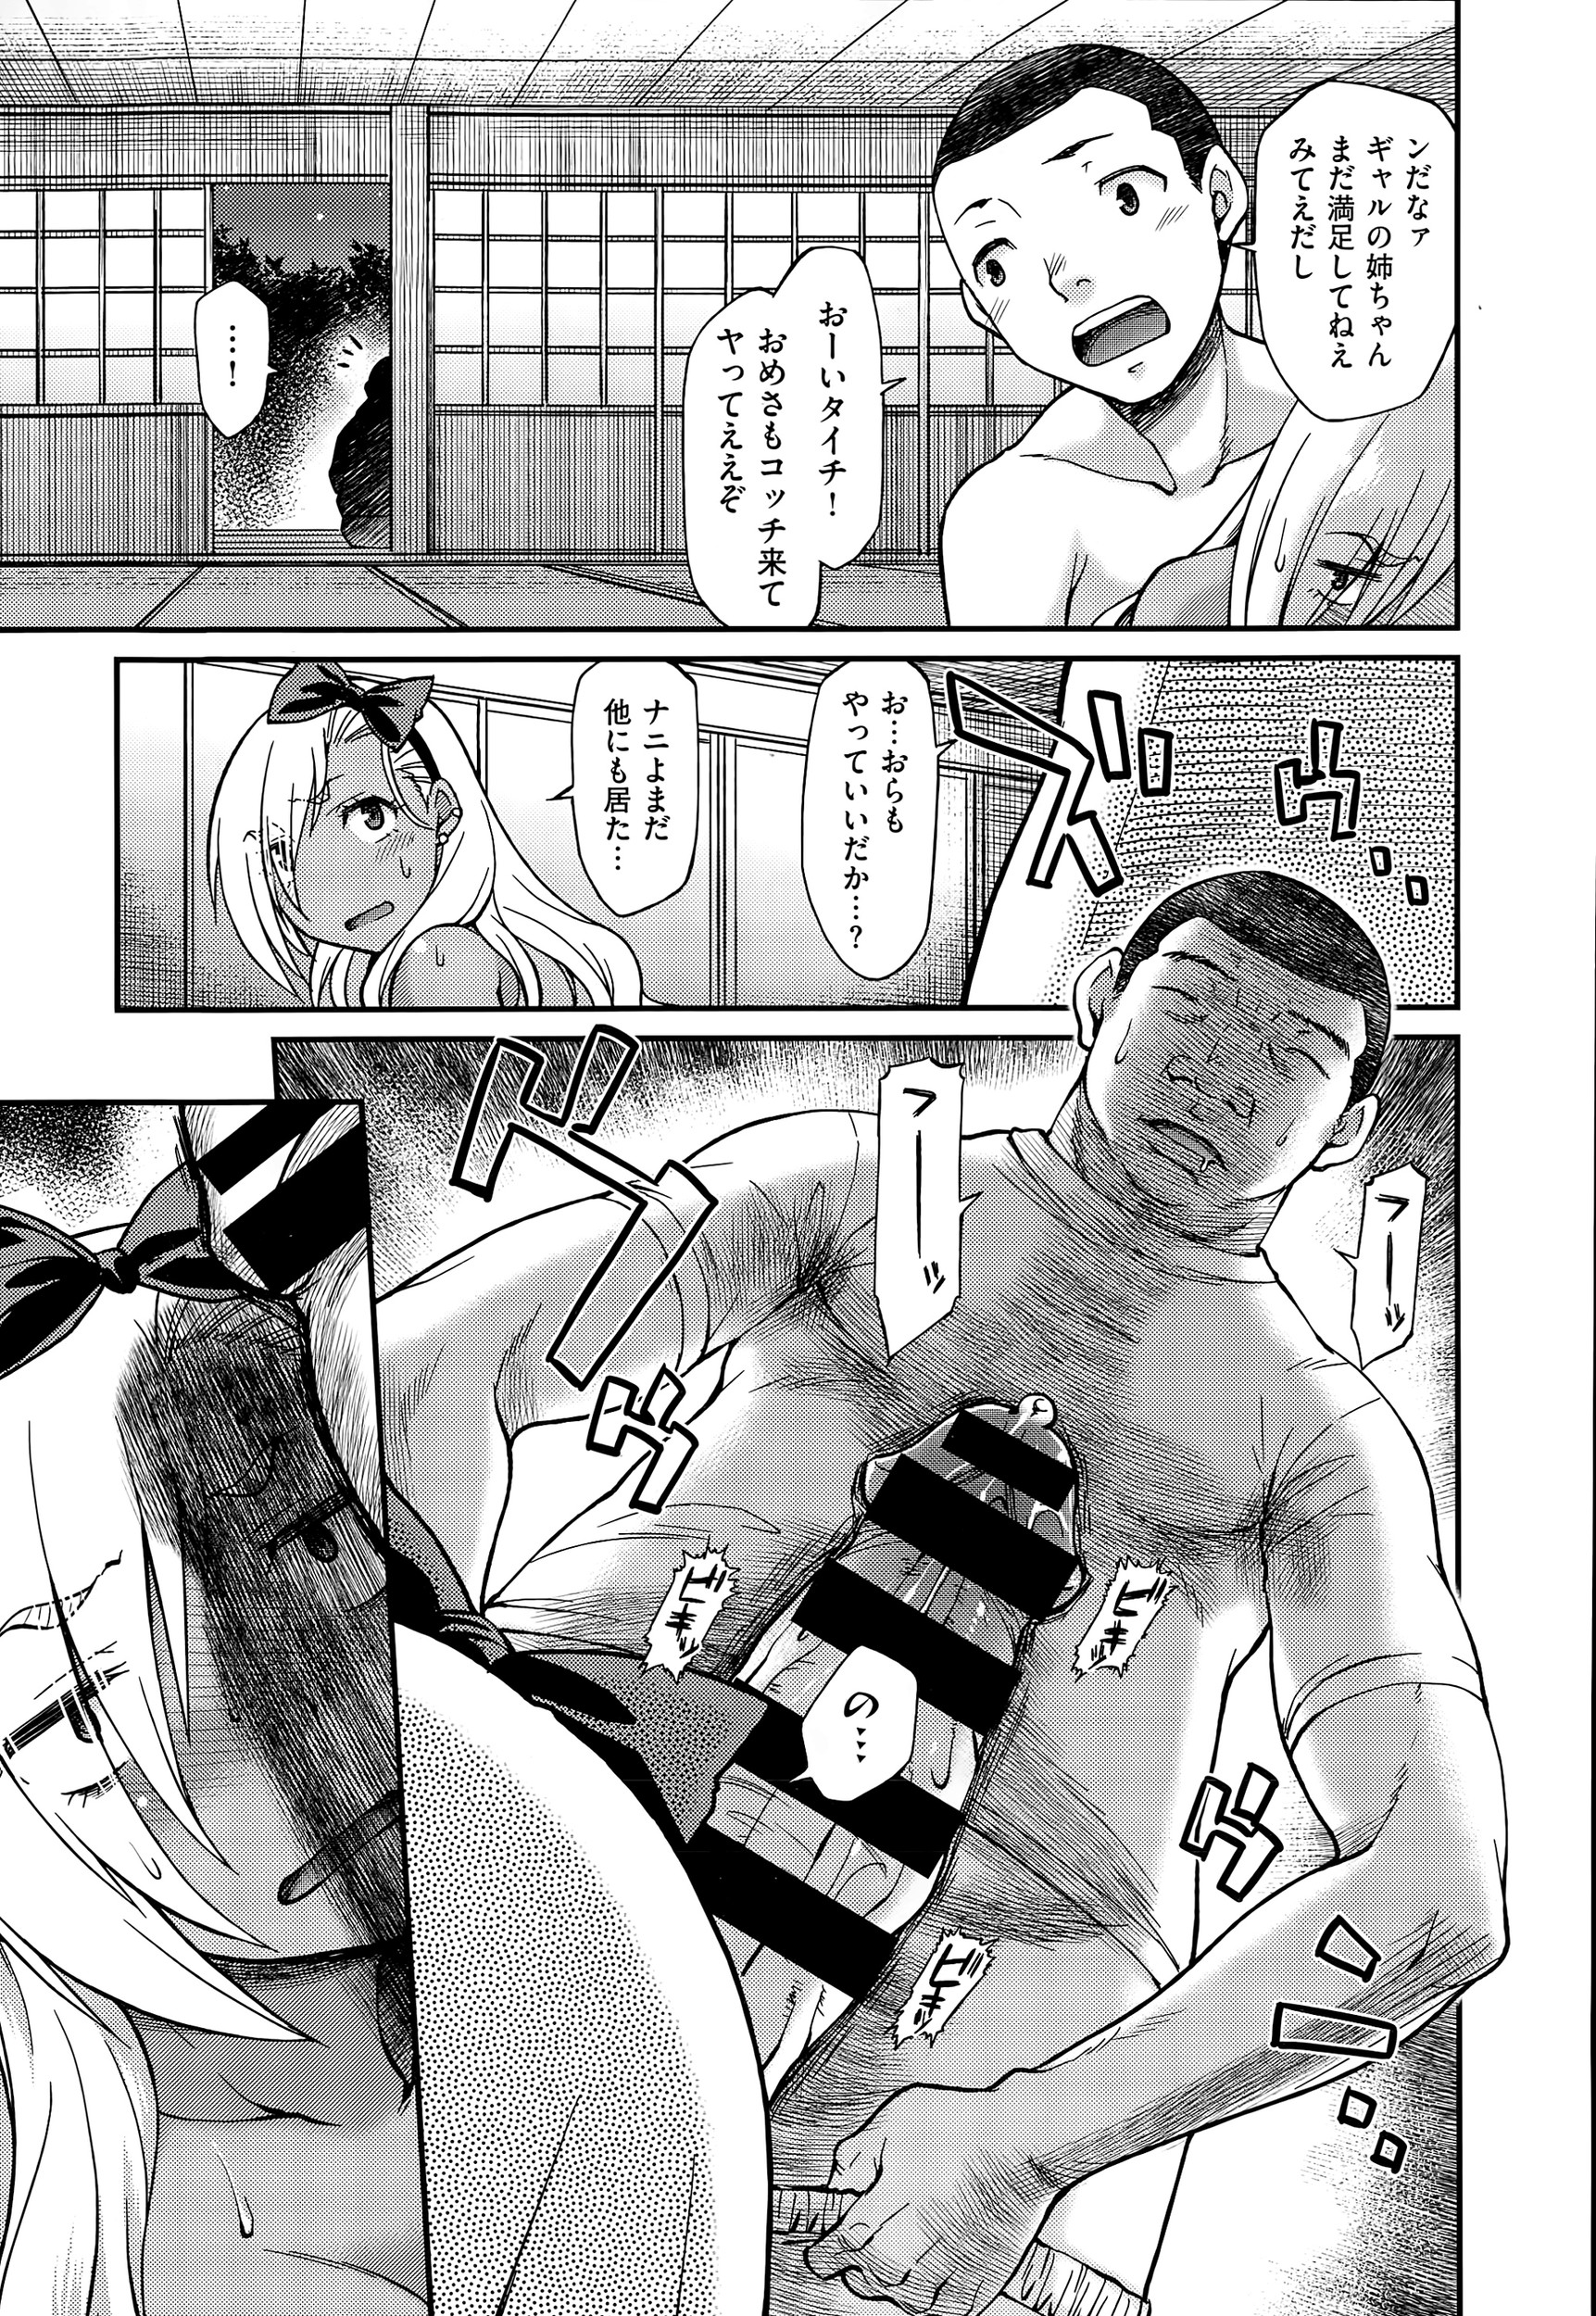 ンだなァ
ギャルの姉ちゃん
まだ満足してねえ
みてえだし
おーいタイチ！
おめさもコッチ来て
ヤってええぞ
…！
お…おらも
やっていいだか…？
ナニよまだ
他にも居た…
フーーッ
フーーッ
ビキッ
ビキッ
の…
ビキッ